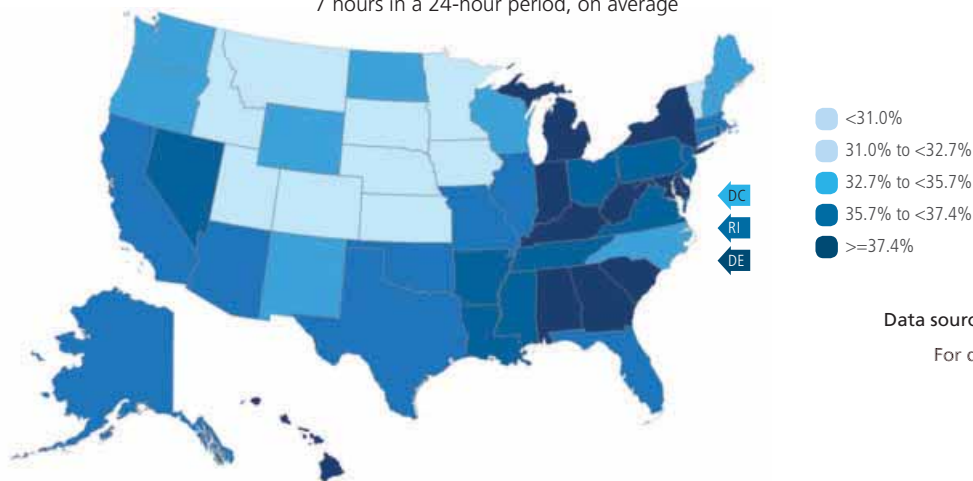 7 hours in a 24-hour period, on average
<31.0%
31.0% to <32.7%
32.7% to <35.7%
35.7% to <37.4%
>=37.4%
DC
RI
DE
Data sourc
For d